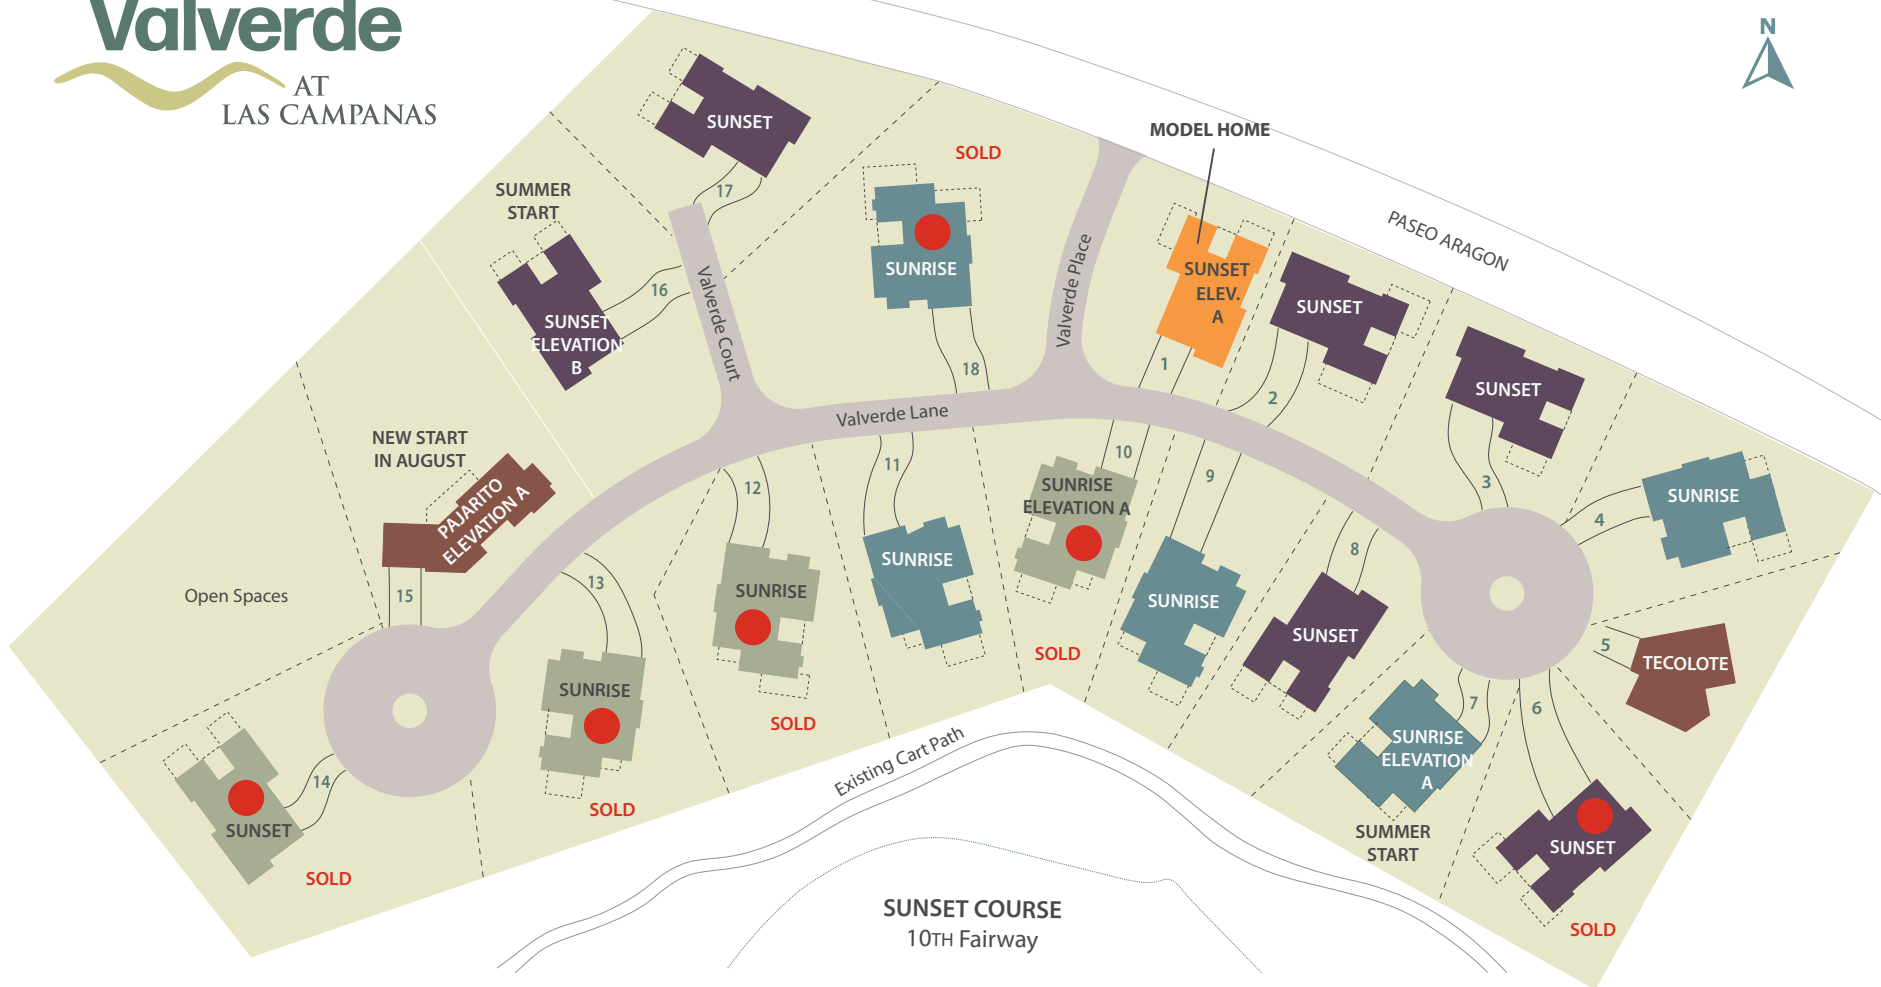 Valverde
AT
LAS CAMPANAS
N
MODEL HOME
SOLD
PASEO ARAGON
SUNSET
17
SUMMER
START
16
SUNSET
ELEVATION
B
Valverde Court
SUNRISE
18
Valverde Place
SUNSET
ELEV.
A
1
SUNSET
2
SUNSET
3
SUNRISE
4
Valverde Lane
NEW START
IN AUGUST
PAJARITO
ELEVATION A
15
Open Spaces
12
11
10
9
8
13
SUNRISE
ELEVATION A
SUNRISE
SUNRISE
SUNRISE
SUNSET
5
TECOLOTE
SOLD
SUNRISE
SOLD
SOLD
7
6
SUNRISE
ELEVATION
A
SUMMER
START
SUNSET
SOLD
14
SUNSET
SOLD
Existing Cart Path
SUNSET COURSE
10TH Fairway